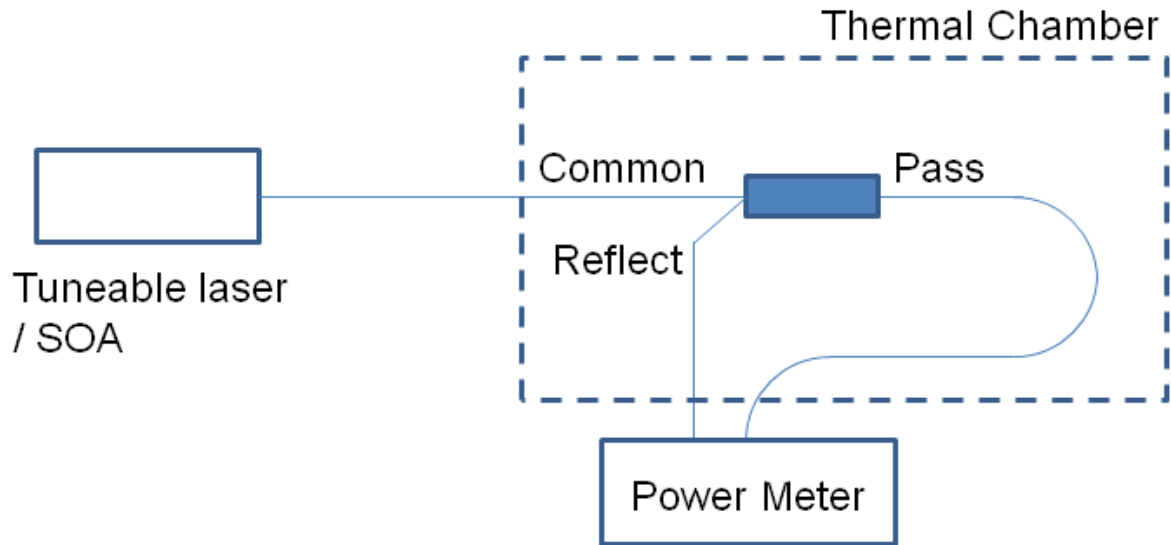 Thermal Chamber
Common
Pass
Reflect
Tuneable laser
/ SOA
Power Meter